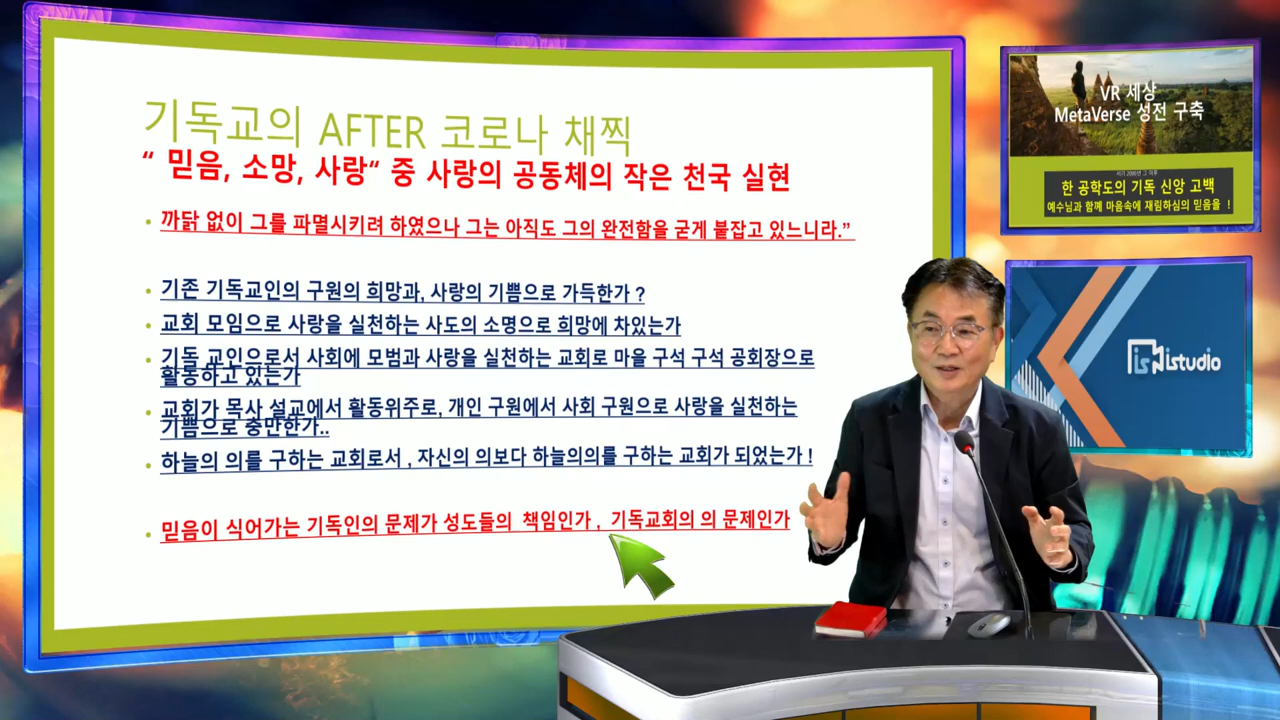 기독교의 AFTER 코로나 채찍
“ 믿음, 소망, 사랑“ 중 사랑의 공동체의 작은 천국 실현
• 까닭 없이 그를 파멸시키려 하였으나 그는 아직도 그의 완전함을 굳게 붙잡고 있느니라.”
• 기존 기독교인의 구원의 희망과, 사랑의 기쁨으로 가득한가 ?
• 교회 모임으로 사랑을 실천하는 사도의 소명으로 희망에 차있는가
• 기독 교인으로서 사회에 모범과 사랑을 실천하는 교회로 마을 구석 구석 공회장으로
활동하고 있는가
• 교회가 목사 설교에서 활동위주로, 개인 구원에서 사회 구원으로 사랑을 실천하는
기쁨으로 충만한가..
• 하늘의 의를 구하는 교회로서 , 자신의 의보다 하늘의의를 구하는 교회가 되었는가 !
• 믿음이 식어가는 기독인의 문제가 성도들의 책임인가 , 기독교회의 의 문제인가
VR 세상
MetaVerse 성전 구축
한 공학도의 기독 신앙 고백
예수님과 함께 마음속에 재림하심의 믿음을 !
is istudio